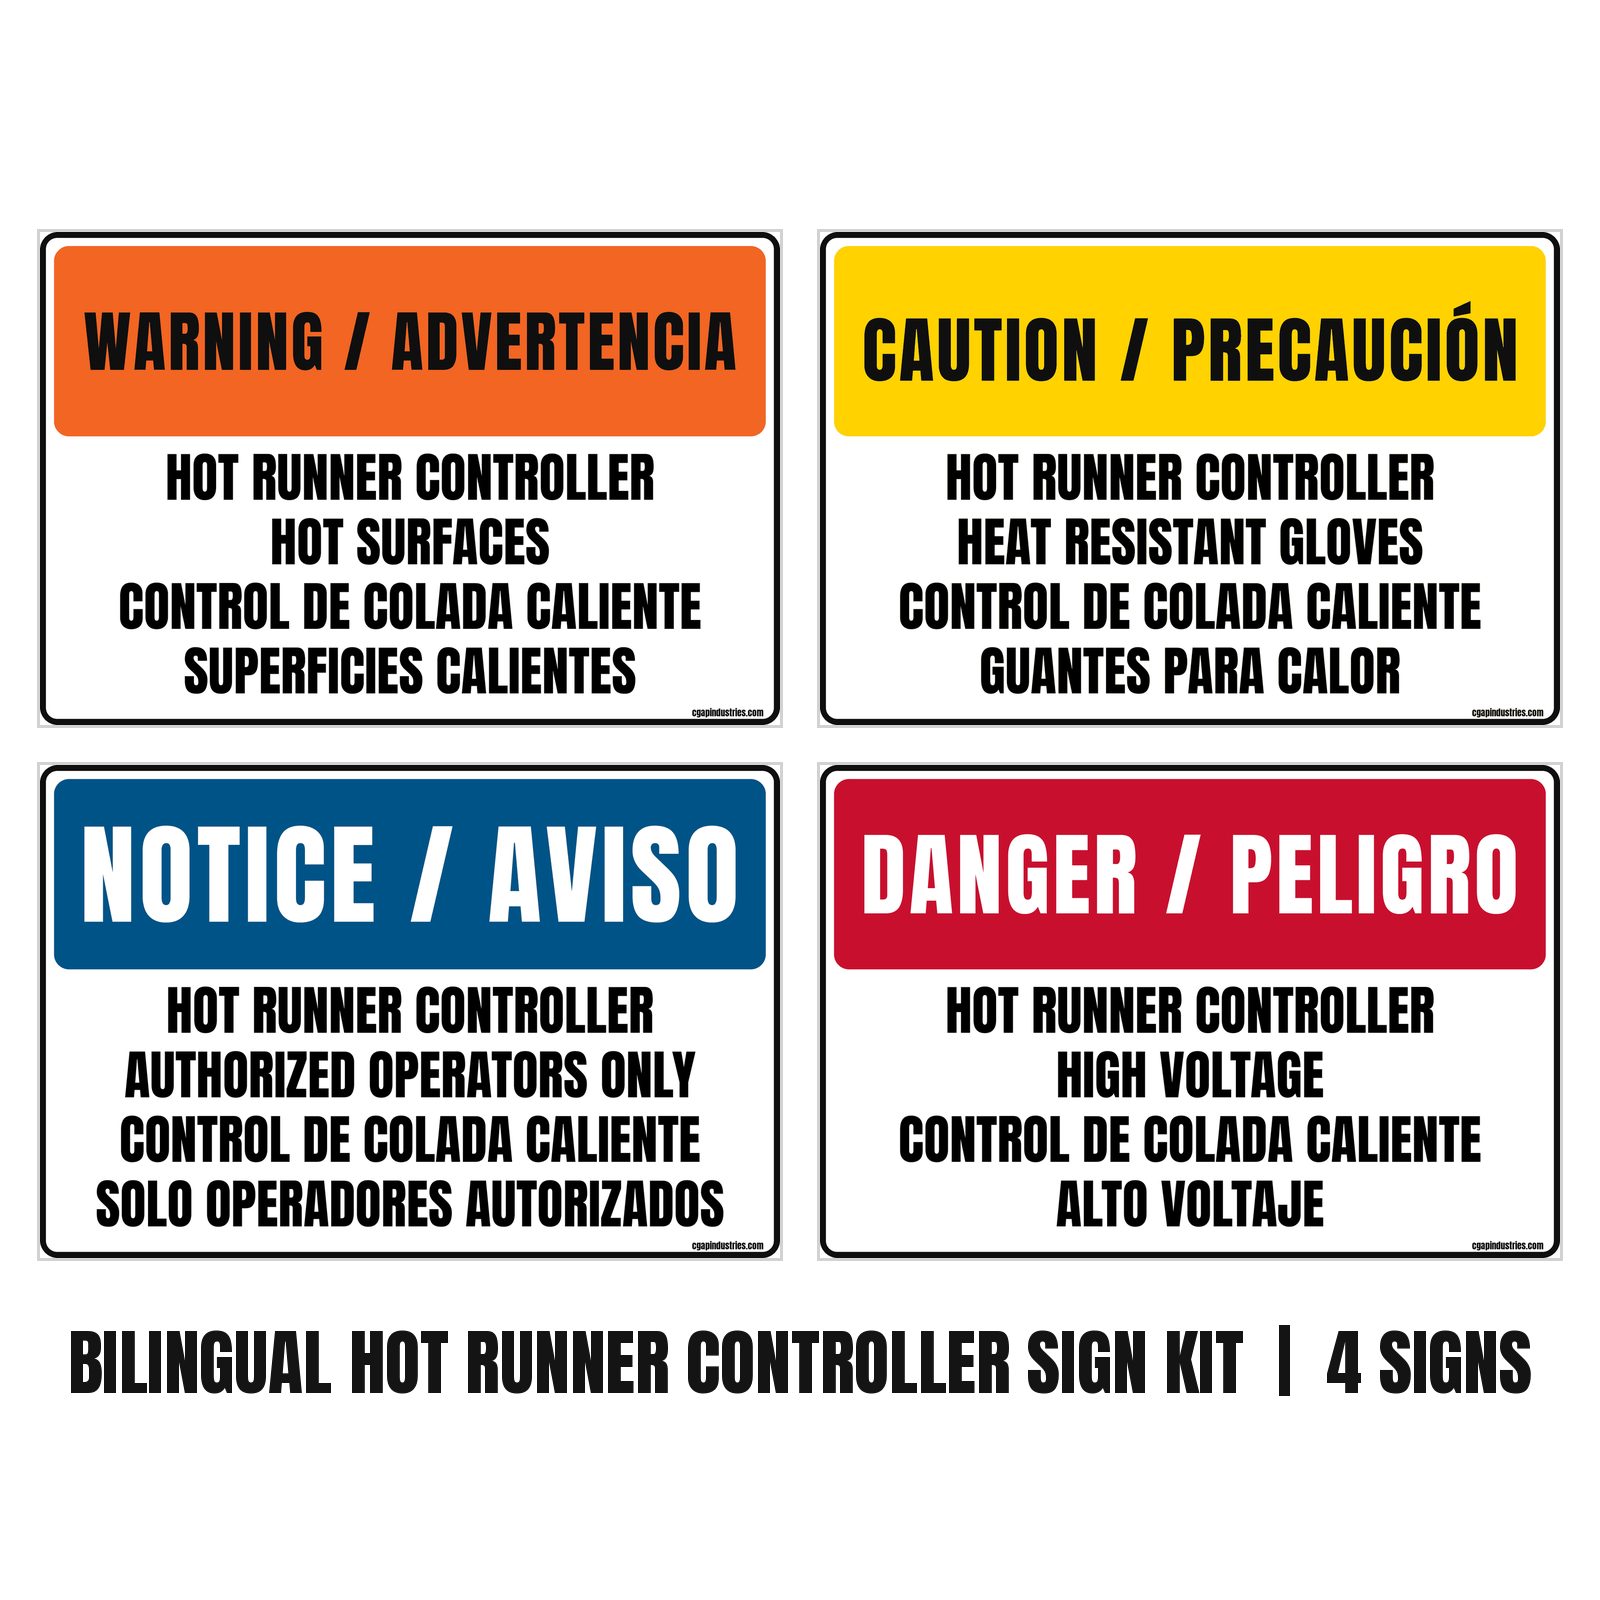 WARNING / ADVERTENCIA
HOT RUNNER CONTROLLER
HOT SURFACES
CONTROL DE COLADA CALIENTE
SUPERFICIES CALIENTES
cgapindustries.com
CAUTION / PRECAUCIÓN
HOT RUNNER CONTROLLER
HEAT RESISTANT GLOVES
CONTROL DE COLADA CALIENTE
GUANTES PARA CALOR
cgapindustries.com
NOTICE / AVISO
HOT RUNNER CONTROLLER
AUTHORIZED OPERATORS ONLY
CONTROL DE COLADA CALIENTE
SOLO OPERADORES AUTORIZADOS
cgapindustries.com
DANGER / PELIGRO
HOT RUNNER CONTROLLER
HIGH VOLTAGE
CONTROL DE COLADA CALIENTE
ALTO VOLTAJE
cgapindustries.com
BILINGUAL HOT RUNNER CONTROLLER SIGN KIT | 4 SIGNS